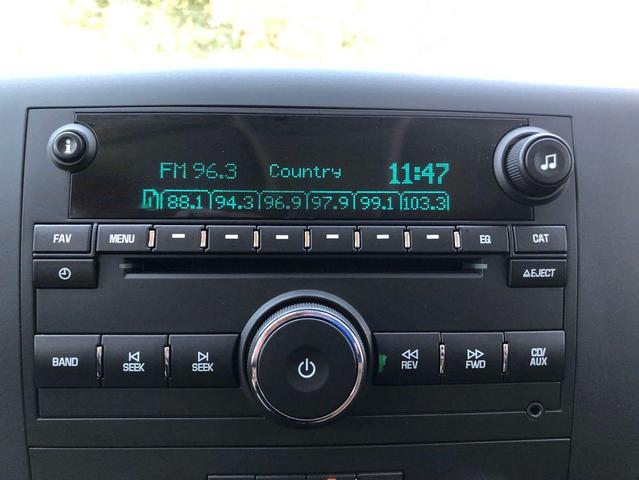 i
FM 96.3 Country 11:47
1 88.1 94.3 96.9 97.9 99.1 103.3
FAV MENU EQ CAT
EJECT
BAND SEEK SEEK REV FWD CD/
AUX